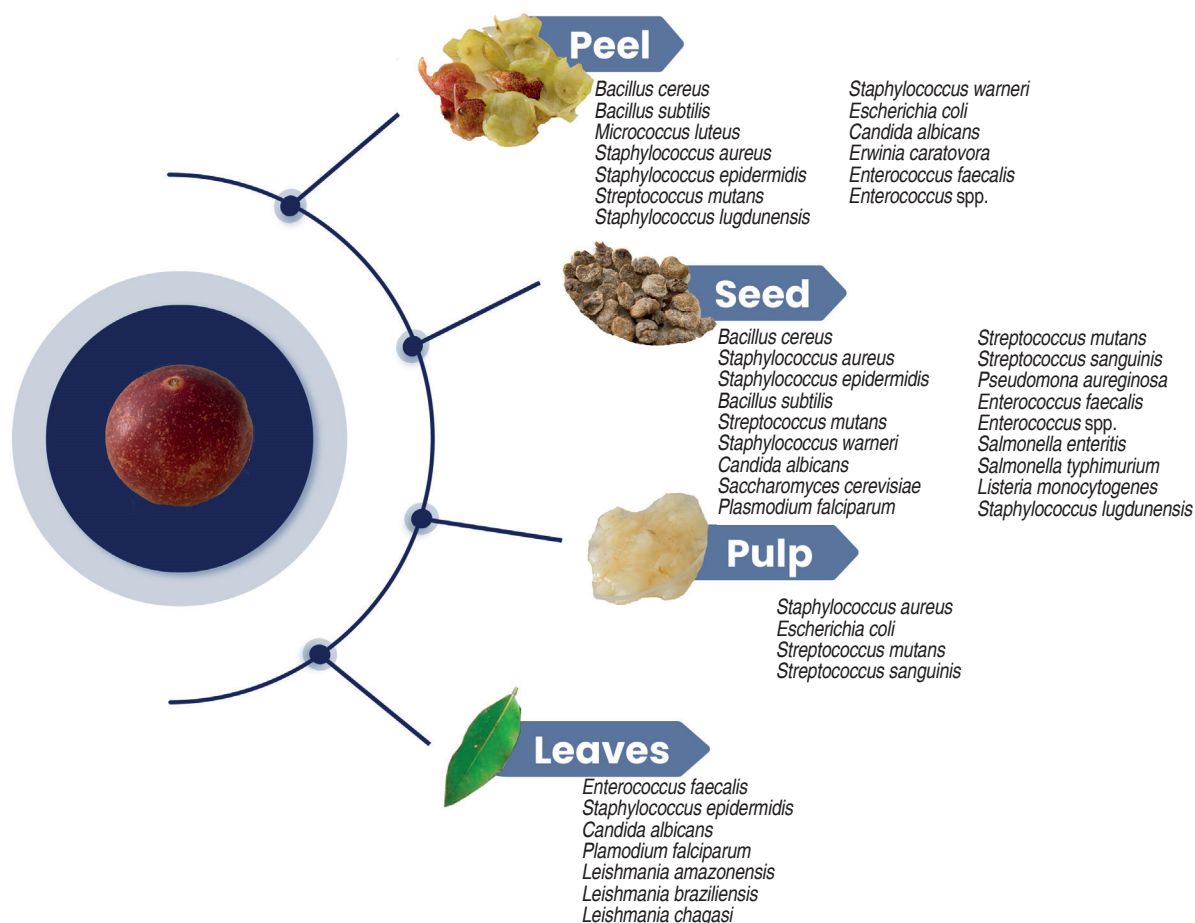 Peel
Bacillus cereus
Bacillus subtilis
Micrococcus luteus
Staphylococcus aureus
Staphylococcus epidermidis
Streptococcus mutans
Staphylococcus lugdunensis
Staphylococcus warneri
Escherichia coli
Candida albicans
Erwinia caratovora
Enterococcus faecalis
Enterococcus spp.
Seed
Bacillus cereus
Staphylococcus aureus
Staphylococcus epidermidis
Bacillus subtilis
Streptococcus mutans
Staphylococcus warneri
Candida albicans
Saccharomyces cerevisiae
Plasmodium falciparum
Streptococcus mutans
Streptococcus sanguinis
Pseudomona aureginosa
Enterococcus faecalis
Enterococcus spp.
Salmonella enteritis
Salmonella typhimurium
Listeria monocytogenes
Staphylococcus lugdunensis
Pulp
Staphylococcus aureus
Escherichia coli
Streptococcus mutans
Streptococcus sanguinis
Leaves
Enterococcus faecalis
Staphylococcus epidermidis
Candida albicans
Plamodium falciparum
Leishmania amazonensis
Leishmania braziliensis
Leishmania chagasi